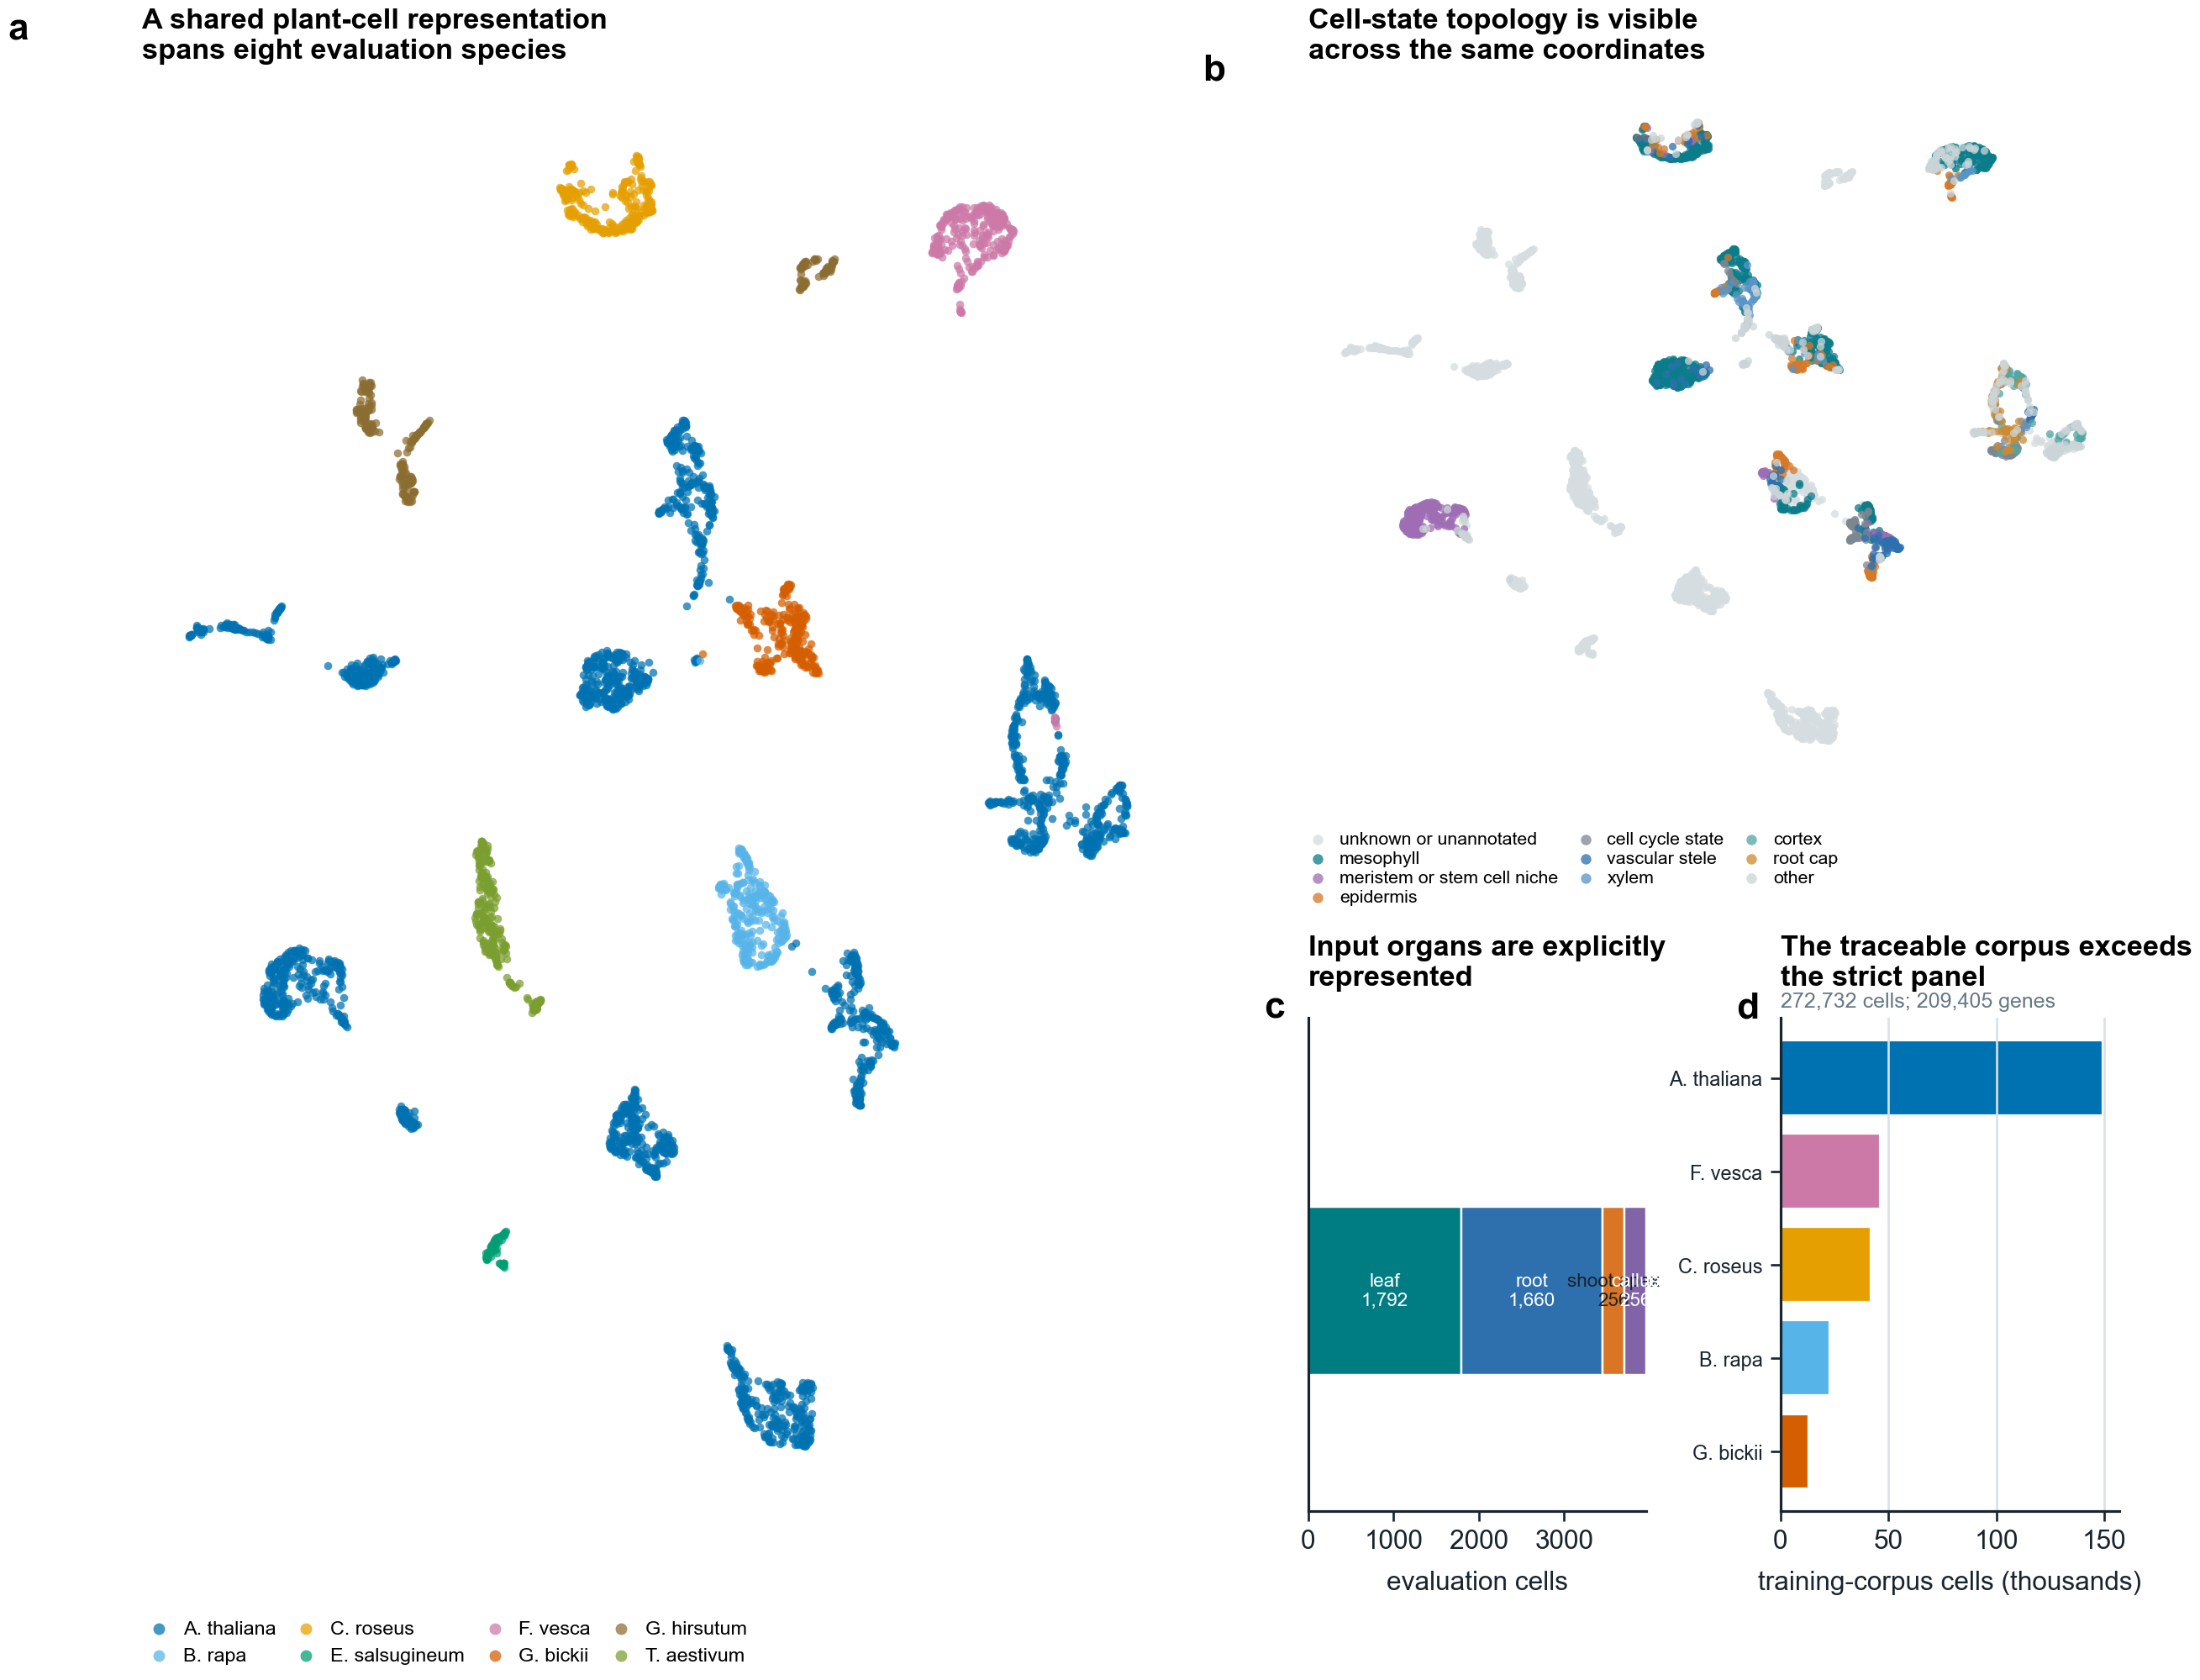 a
A shared plant-cell representation
spans eight evaluation species
A. thaliana
C. roseus
F. vesca
G. hirsutum
B. rapa
E. salsugineum
G. bickii
T. aestivum
b
Cell-state topology is visible
across the same coordinates
unknown or unannotated
cell cycle state
cortex
mesophyll
vascular stele
root cap
meristem or stem cell niche
xylem
other
epidermis
c
Input organs are explicitly
represented
leaf
1,792
root
1,660
shoot
256
callus
256
0 1000 2000 3000
evaluation cells
d
The traceable corpus exceeds
the strict panel
272,732 cells; 209,405 genes
A. thaliana
F. vesca
C. roseus
B. rapa
G. bickii
0 50 100 150
training-corpus cells (thousands)